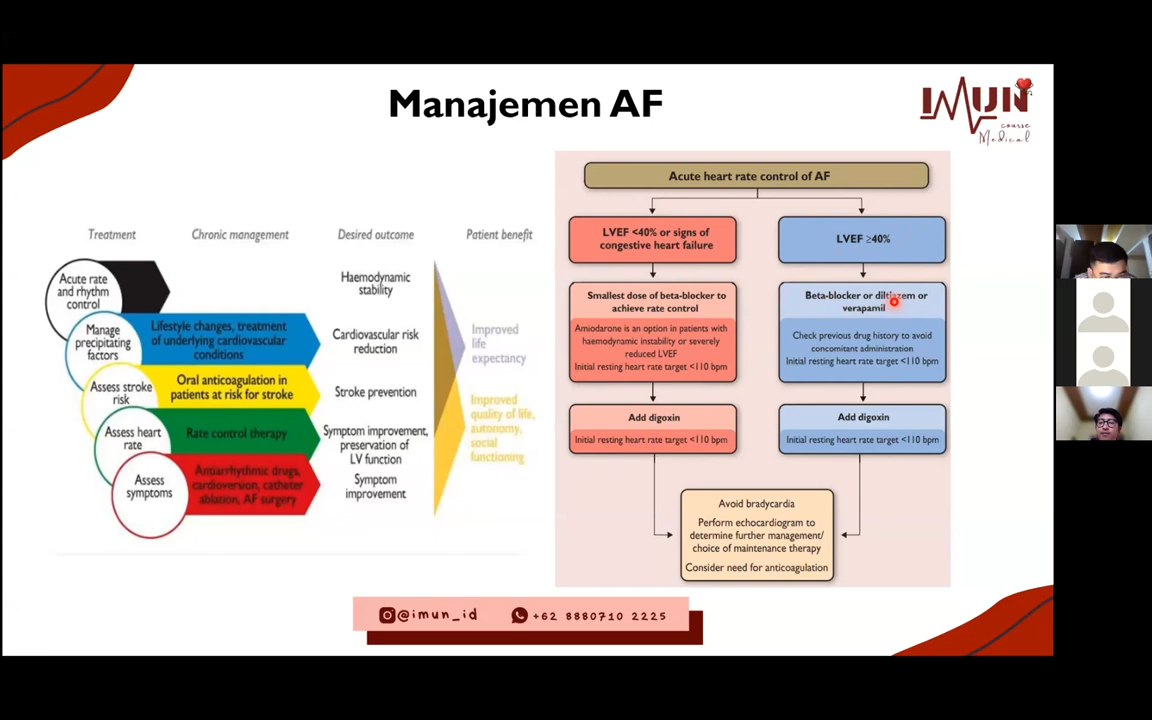 Manajemen AF
IMUN
course
Medical
Treatment
Chronic management
Desired outcome
Patient benefit
Acute rate
and rhythm
control
Haemodynamic
stability
Manage
precipitating
factors
Lifestyle changes, treatment
of underlying cardiovascular
conditions
Cardiovascular risk
reduction
Improved
life
expectancy
Assess stroke
risk
Oral anticoagulation in
patients at risk for stroke
Stroke prevention
Improved
quality of life,
autonomy,
social
functioning
Assess heart
rate
Rate control therapy
Symptom improvement,
preservation of
LV function
Assess
symptoms
Antiarrhythmic drugs,
cardioversion, catheter
ablation, AF surgery
Symptom
improvement
Acute heart rate control of AF
LVEF <40% or signs of
congestive heart failure
Smallest dose of beta-blocker to
achieve rate control
Amiodarone is an option in patients with
haemodynamic instability or severely
reduced LVEF
Initial resting heart rate target <110 bpm
Add digoxin
Initial resting heart rate target <110 bpm
LVEF ≥40%
Beta-blocker or diltiazem or
verapamil
Check previous drug history to avoid
concomitant administration
Initial resting heart rate target <110 bpm
Add digoxin
Initial resting heart rate target <110 bpm
Avoid bradycardia
Perform echocardiogram to
determine further management/
choice of maintenance therapy
Consider need for anticoagulation
@imun_id
+62 8880710 2225